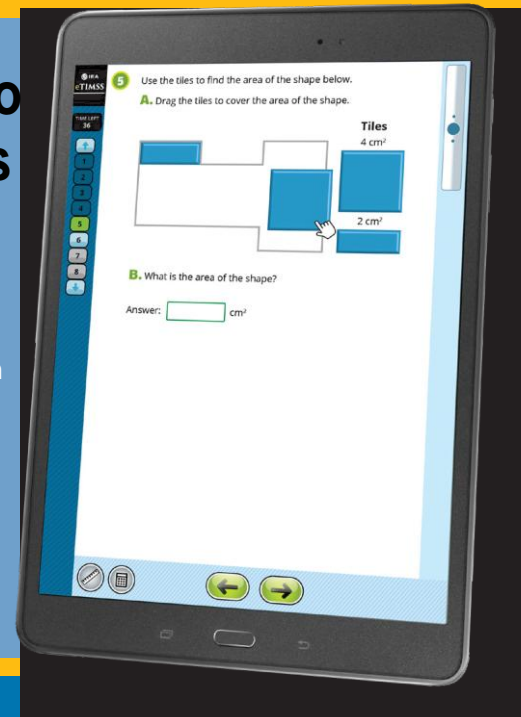 o
s
IEA
eTIMSS
TIME LEFT
36
1
2
3
4
5
6
7
8
5 Use the tiles to find the area of the shape below.
A. Drag the tiles to cover the area of the shape.
Tiles
4 cm²
2 cm²
B. What is the area of the shape?
Answer: cm²